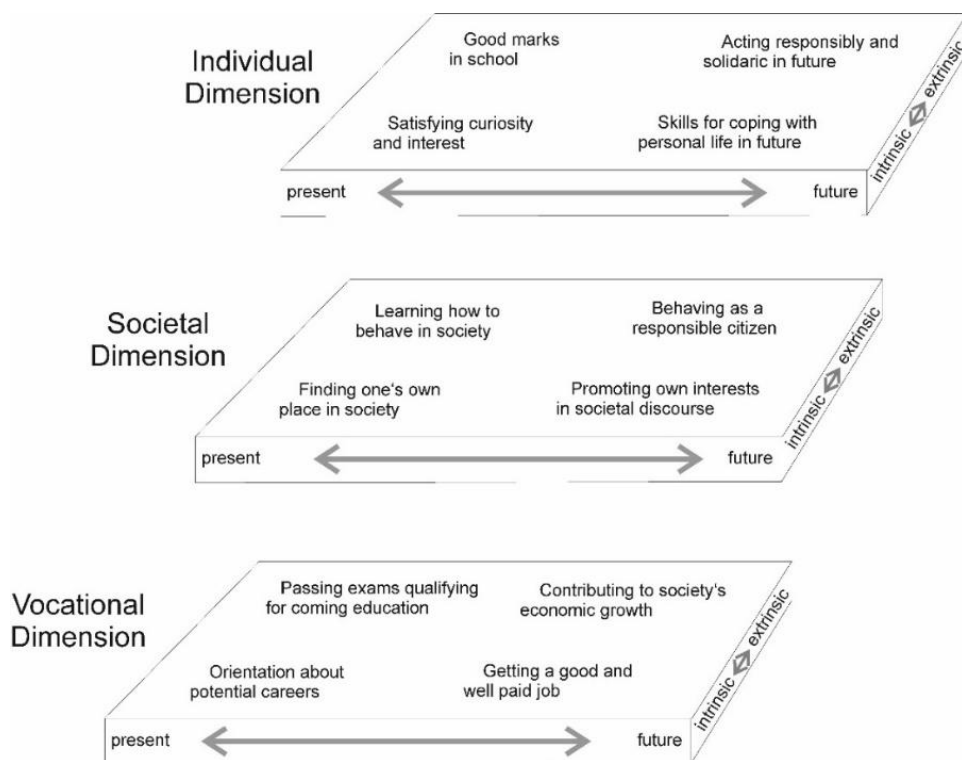 Individual
Dimension
Good marks
in school
Acting responsibly and
solidaric in future
Satisfying curiosity
and interest
Skills for coping with
personal life in future
present
future
intrinsic
extrinsic
Societal
Dimension
Learning how to
behave in society
Behaving as a
responsible citizen
Finding one's own
place in society
Promoting own interests
in societal discourse
present
future
intrinsic
extrinsic
Vocational
Dimension
Passing exams qualifying
for coming education
Contributing to society's
economic growth
Orientation about
potential careers
Getting a good and
well paid job
present
future
intrinsic
extrinsic